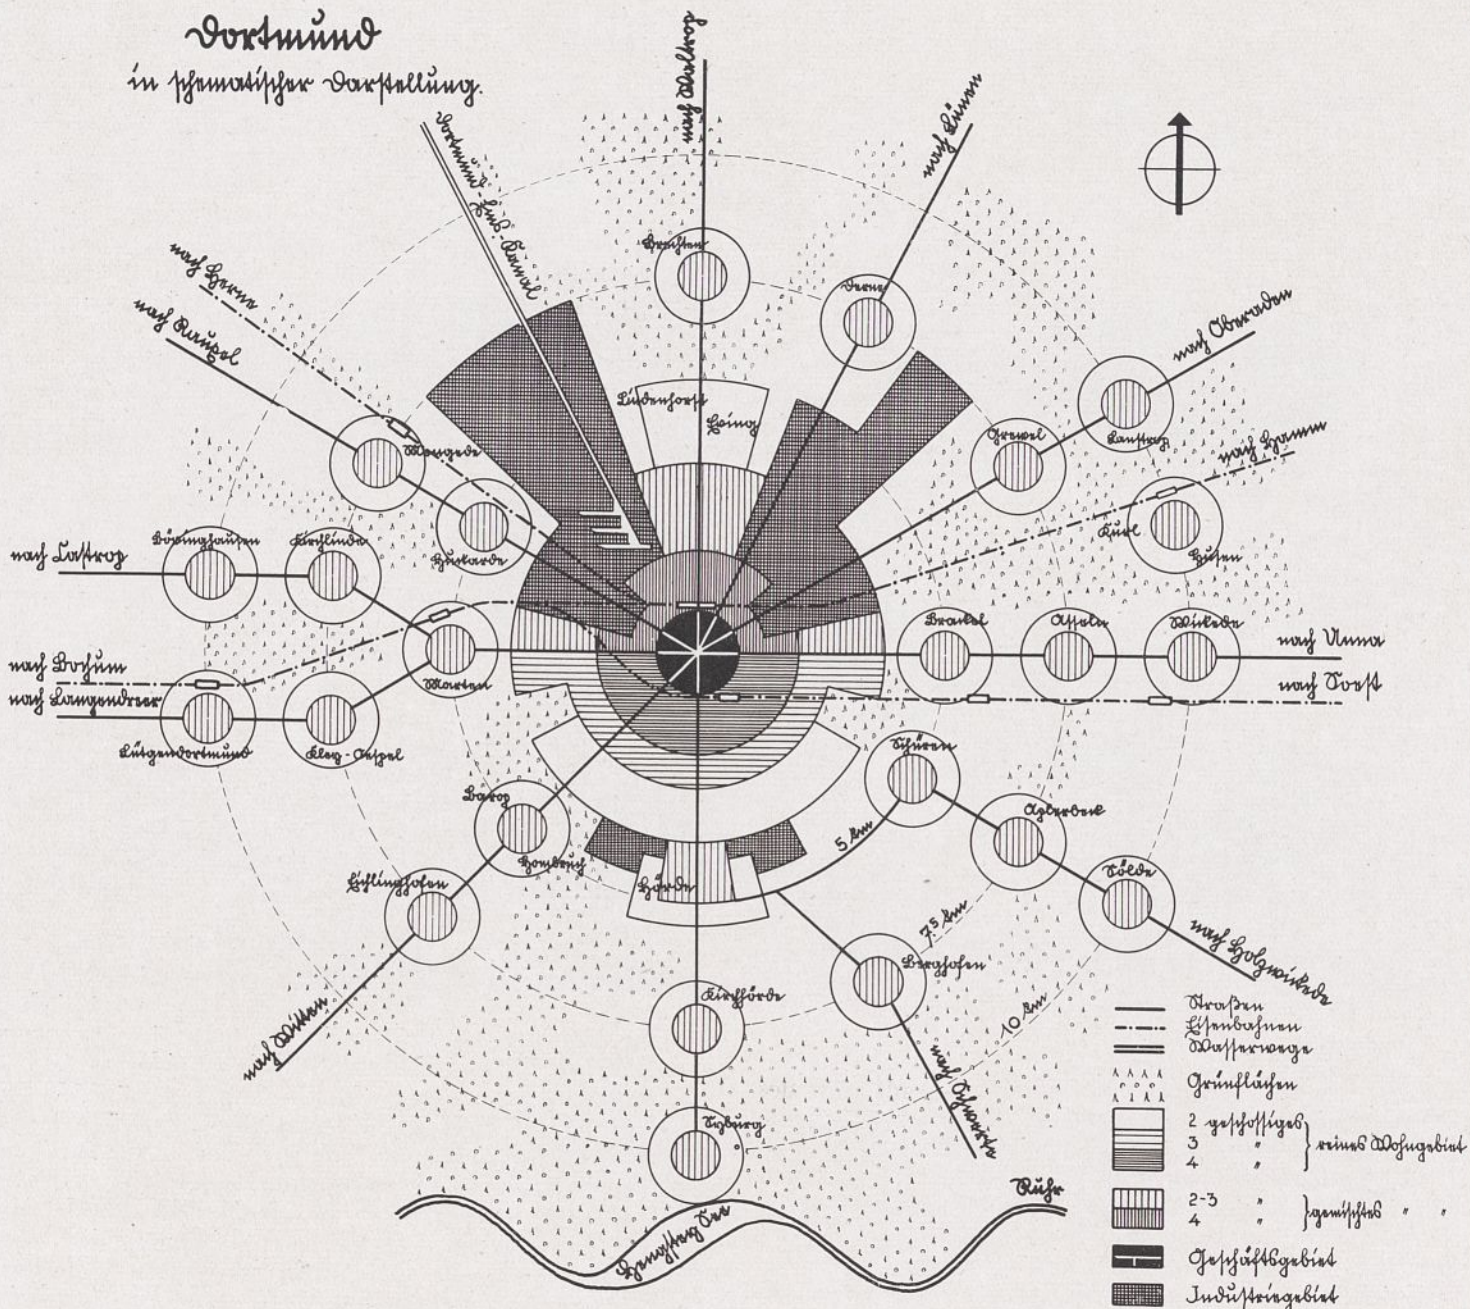 Dortmund
in schematischer Darstellung.
nach Waltrop
nach Lünen
Dortmund-Ems-Kanal
nach Herne
nach Rauxel
Brechten
Derne
nach Oberaden
Lindenhorst
Eving
Mengede
Huckarde
Grewel
Lanstrop
nach Hamm
Kurl
Husen
nach Castrop
Bövinghausen
Kirchlinde
nach Bochum
nach Langendreer
Marten
Lütgendortmund
Kley-Oespel
Brackel
Asseln
Wickede
nach Unna
nach Soest
Schüren
Aplerbeck
Sölde
nach Holzwickede
Barop
Hombruch
Eichlinghofen
nach Witten
Hörde
5 km
7,5 km
10 km
Berghofen
Kirchhörde
nach Schwerte
Syburg
Hengstey See
Ruhr
Straßen
Eisenbahnen
Wasserwege
Grünflächen
2 geschossiges
3 "
4 "
reines Wohngebiet
2-3 "
4 "
gemischtes " "
Geschäftsgebiet
Industriegebiet